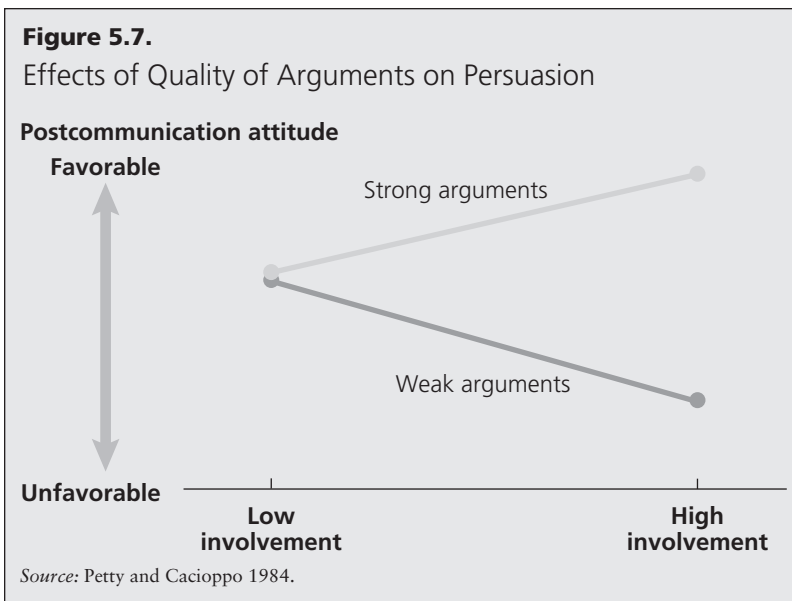 Figure 5.7.
Effects of Quality of Arguments on Persuasion
Postcommunication attitude
Favorable
Strong arguments
Weak arguments
Unfavorable
Low
involvement
High
involvement
Source: Petty and Cacioppo 1984.